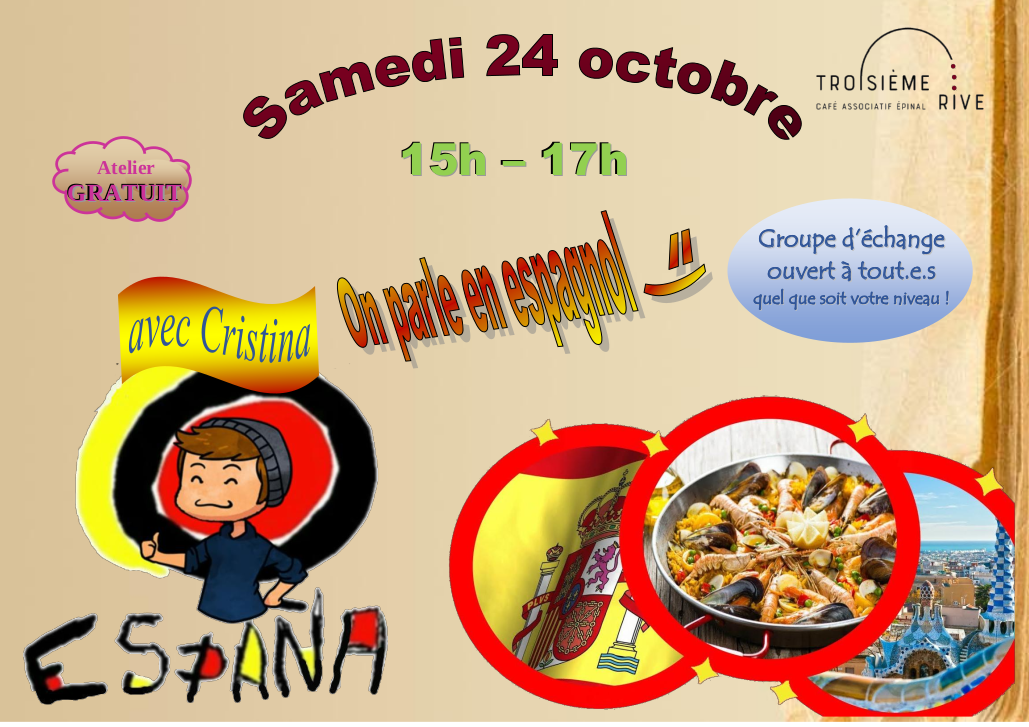 Samedi 24 octobre
TROISIÈME
CAFÉ ASSOCIATIF ÉPINAL RIVE
15h – 17h
Atelier
GRATUIT
On parle en espagnol
Groupe d'échange
ouvert à tout.e.s
quel que soit votre niveau !
avec Cristina
PLUS
ESPAÑA